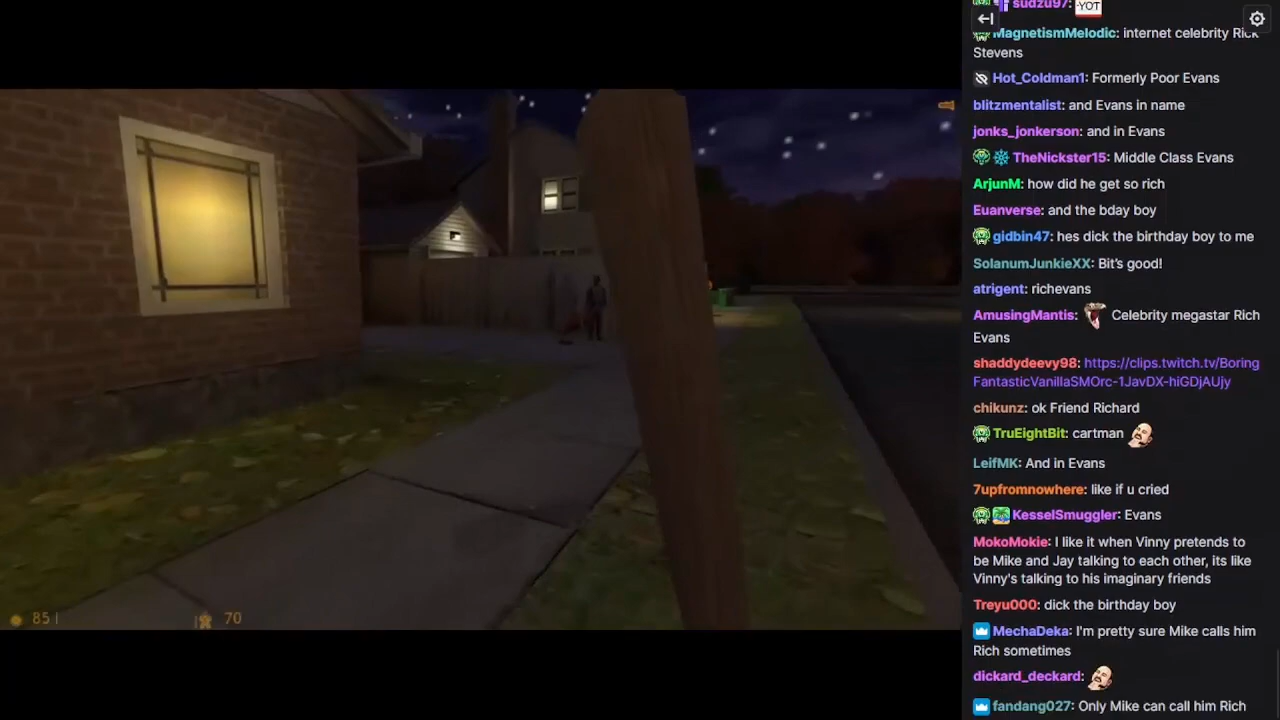 sudzu97: -YOT
MagnetismMelodic: internet celebrity Rick
Stevens
Hot_Coldman1: Formerly Poor Evans
blitzmentalist: and Evans in name
jonks_jonkerson: and in Evans
TheNickster15: Middle Class Evans
ArjunM: how did he get so rich
Euanverse: and the bday boy
gidbin47: hes dick the birthday boy to me
SolanumJunkieXX: Bit's good!
atrigent: richevans
AmusingMantis: Celebrity megastar Rich
Evans
shaddydeevy98: https://clips.twitch.tv/Boring
FantasticVanillaSMOrc-1JavDX-hiGDjAUjy
chikunz: ok Friend Richard
TruEightBit: cartman
LeifMK: And in Evans
7upfromnowhere: like if u cried
KesselSmuggler: Evans
MokoMokie: I like it when Vinny pretends to
be Mike and Jay talking to each other, its like
Vinny's talking to his imaginary friends
Treyu000: dick the birthday boy
MechaDeka: I'm pretty sure Mike calls him
Rich sometimes
dickard_deckard:
fandang027: Only Mike can call him Rich
85
70